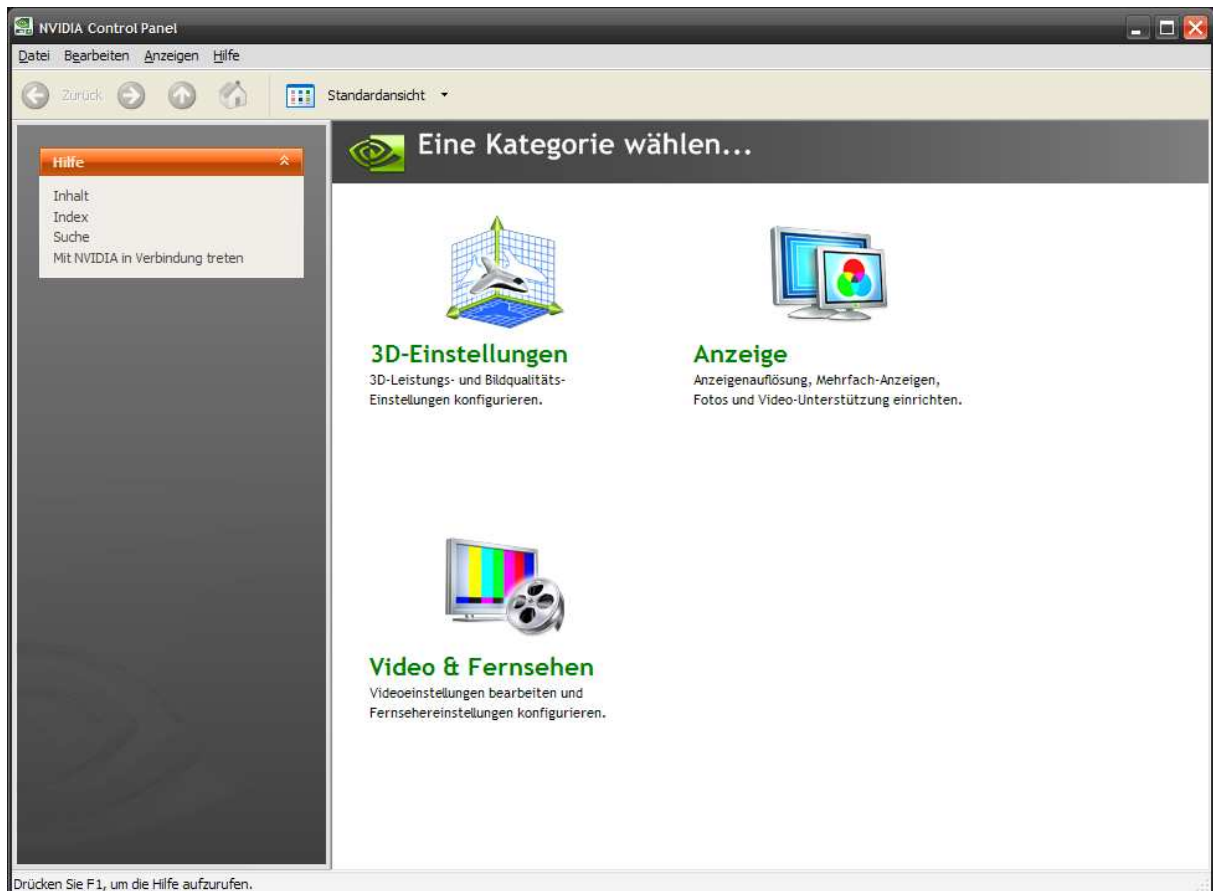 NVIDIA Control Panel
Datei Bearbeiten Anzeigen Hilfe
Zurück Standardansicht
Hilfe
Inhalt
Index
Suche
Mit NVIDIA in Verbindung treten
Eine Kategorie wählen...
3D-Einstellungen
3D-Leistungs- und Bildqualitäts-
Einstellungen konfigurieren.
Anzeige
Anzeigenauflösung, Mehrfach-Anzeigen,
Fotos und Video-Unterstützung einrichten.
Video & Fernsehen
Videoeinstellungen bearbeiten und
Fernsehereinstellungen konfigurieren.
Drücken Sie F1, um die Hilfe aufzurufen.